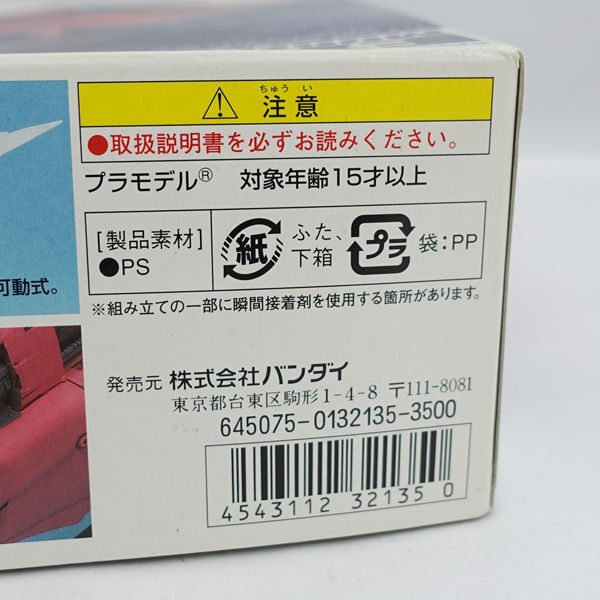 ちゅうい
注意
●取扱説明書を必ずお読みください。
プラモデル® 対象年齢15才以上
[製品素材]
●PS
紙 ふた、下箱
プラ 袋：PP
可動式。
※組み立ての一部に瞬間接着剤を使用する箇所があります。
発売元 株式会社バンダイ
東京都台東区駒形1-4-8 〒111-8081
645075-0132135-3500
4543112 32135 0